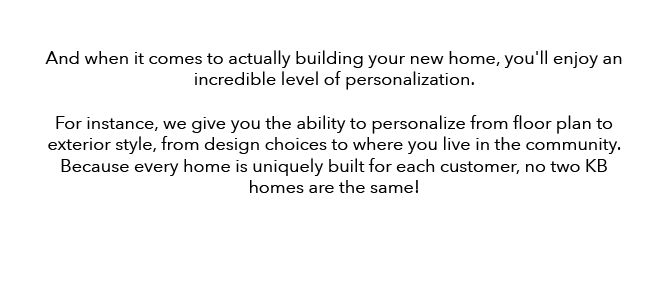 And when it comes to actually building your new home, you'll enjoy an
incredible level of personalization.
For instance, we give you the ability to personalize from floor plan to
exterior style, from design choices to where you live in the community.
Because every home is uniquely built for each customer, no two KB
homes are the same!